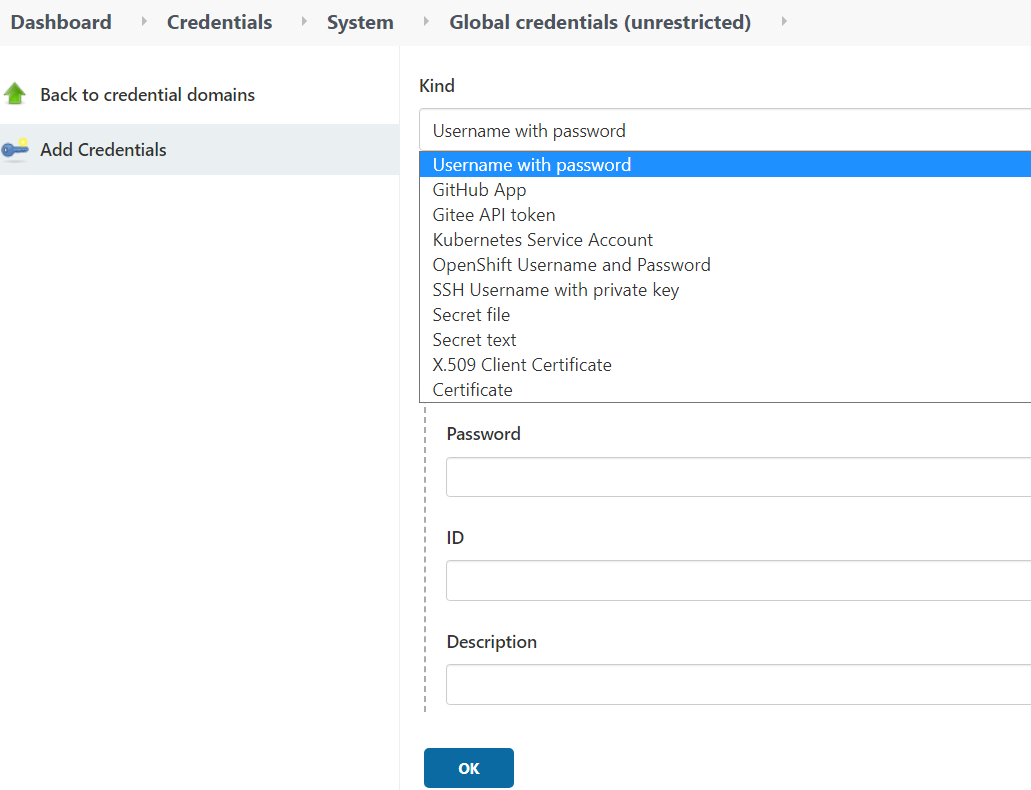 Dashboard Credentials System Global credentials (unrestricted)
Back to credential domains
Add Credentials
Kind
Username with password
Username with password
GitHub App
Gitee API token
Kubernetes Service Account
OpenShift Username and Password
SSH Username with private key
Secret file
Secret text
X.509 Client Certificate
Certificate
Password
ID
Description
OK